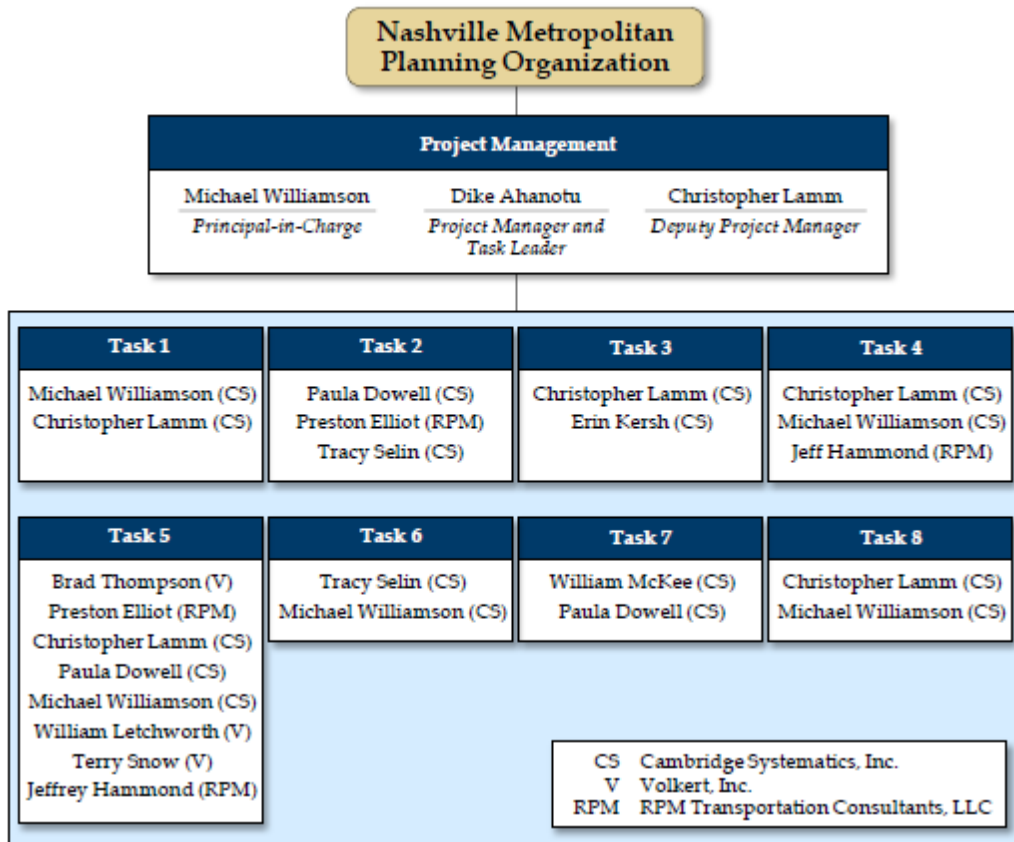 Nashville Metropolitan
Planning Organization
Project Management
Michael Williamson
Principal-in-Charge
Dike Ahanotu
Project Manager and
Task Leader
Christopher Lamm
Deputy Project Manager
Task 1
Michael Williamson (CS)
Christopher Lamm (CS)
Task 2
Paula Dowell (CS)
Preston Elliot (RPM)
Tracy Selin (CS)
Task 3
Christopher Lamm (CS)
Erin Kersh (CS)
Task 4
Christopher Lamm (CS)
Michael Williamson (CS)
Jeff Hammond (RPM)
Task 5
Brad Thompson (V)
Preston Elliot (RPM)
Christopher Lamm (CS)
Paula Dowell (CS)
Michael Williamson (CS)
William Letchworth (V)
Terry Snow (V)
Jeffrey Hammond (RPM)
Task 6
Tracy Selin (CS)
Michael Williamson (CS)
Task 7
William McKee (CS)
Paula Dowell (CS)
Task 8
Christopher Lamm (CS)
Michael Williamson (CS)
CS Cambridge Systematics, Inc.
V Volkert, Inc.
RPM RPM Transportation Consultants, LLC